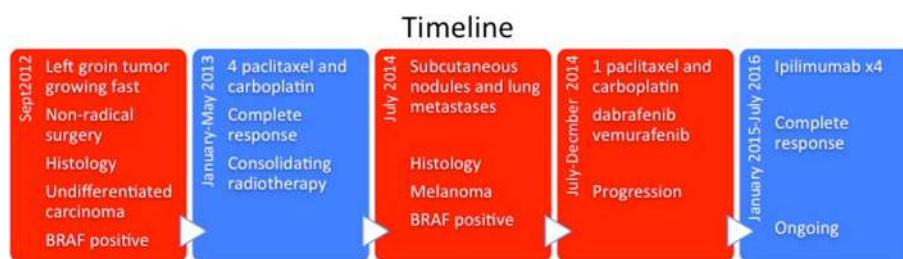 Timeline
Sept2012
Left groin tumor
growing fast
Non-radical
surgery
Histology
Undifferentiated
carcinoma
BRAF positive
January-May 2013
4 paclitaxel and
carboplatin
Complete
response
Consolidating
radiotherapy
July 2014
Subcutaneous
nodules and lung
metastases
Histology
Melanoma
BRAF positive
July-Decmber 2014
1 paclitaxel and
carboplatin
dabrafenib
vemurafenib
Progression
January 2015-July 2016
Ipilimumab x4
Complete
response
Ongoing